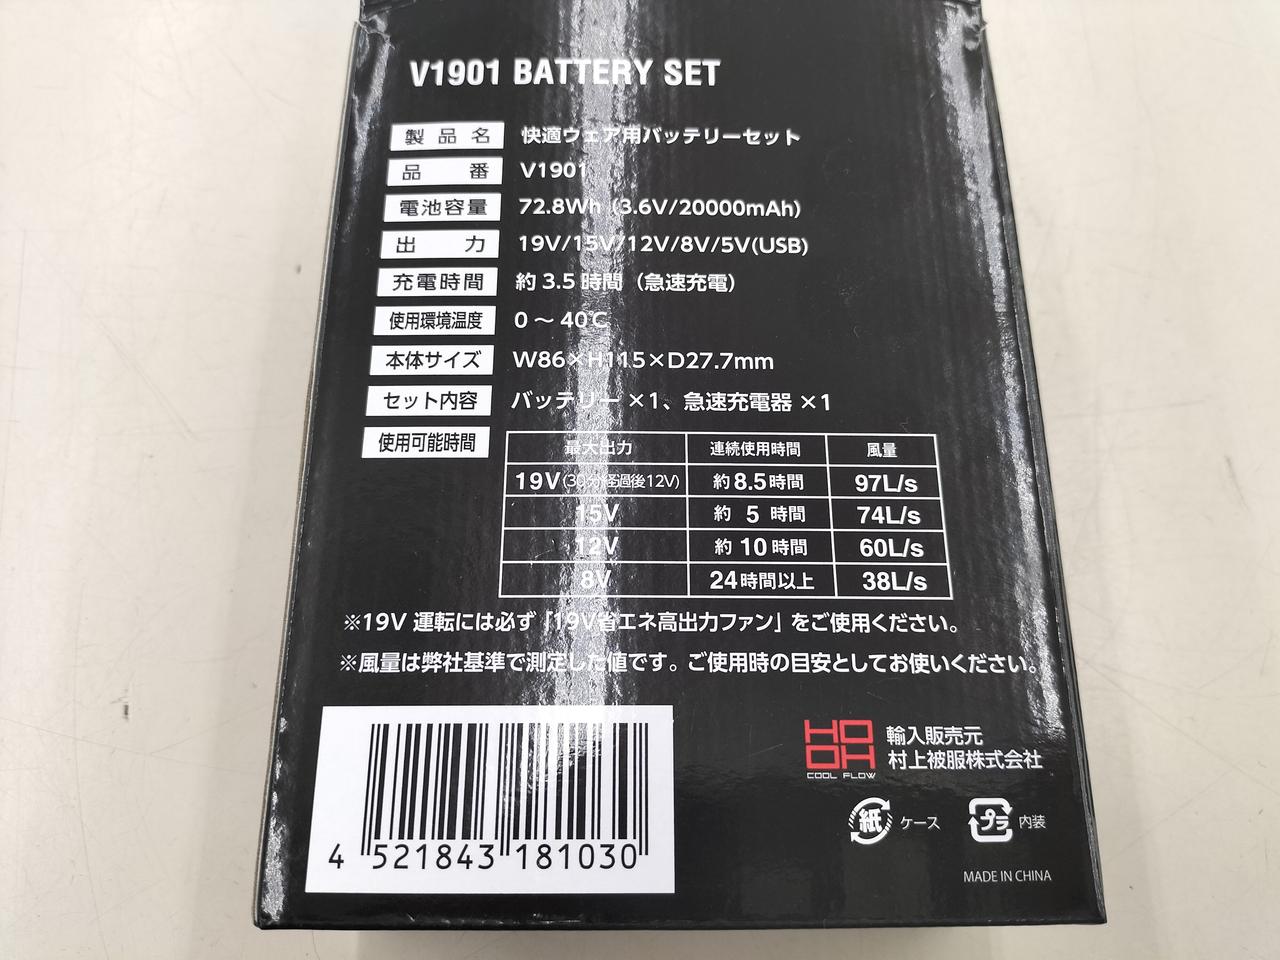 V1901 BATTERY SET
製品名 快適ウェア用バッテリーセット
品番 V1901
電池容量 72.8Wh (3.6V/20000mAh)
出力 19V/15V/12V/8V/5V(USB)
充電時間 約3.5時間（急速充電）
使用環境温度 0～40℃
本体サイズ W86×H115×D27.7mm
セット内容 バッテリー×1、急速充電器×1
使用可能時間
最大出力 連続使用時間 風量
19V(30分経過後12V) 約8.5時間 97L/s
15V 約 5 時間 74L/s
12V 約 10 時間 60L/s
8V 24時間以上 38L/s
※19V 運転には必ず「19V省エネ高出力ファン」をご使用ください。
※風量は弊社基準で測定した値です。ご使用時の目安としてお使いください。
HOOH
COOL FLOW
輸入販売元
村上被服株式会社
紙 ケース
プラ 内装
MADE IN CHINA
4 521843 181030